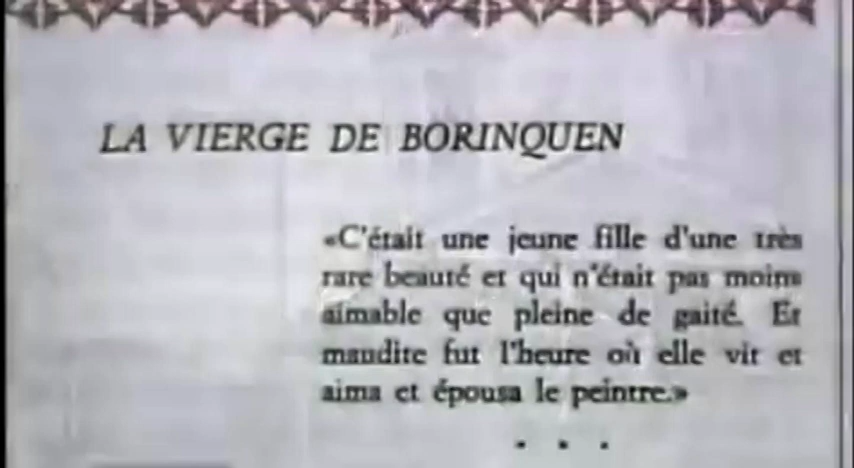 LA VIERGE DE BORINQUEN
«C'était une jeune fille d'une très
rare beauté et qui n'était pas moins
aimable que pleine de gaité. Et
maudite fut l'heure où elle vit et
aima et épousa le peintre.»
. . .